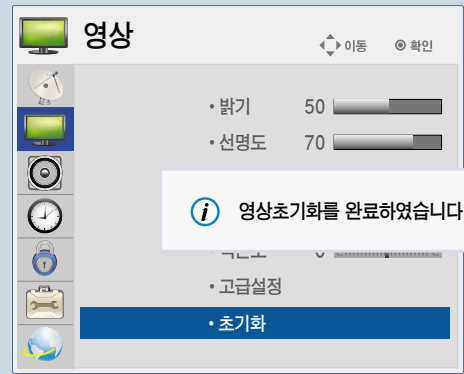 영상
이동 확인
• 밝기 50
• 선명도 70
영상초기화를 완료하였습니다
0
• 고급설정
• 초기화